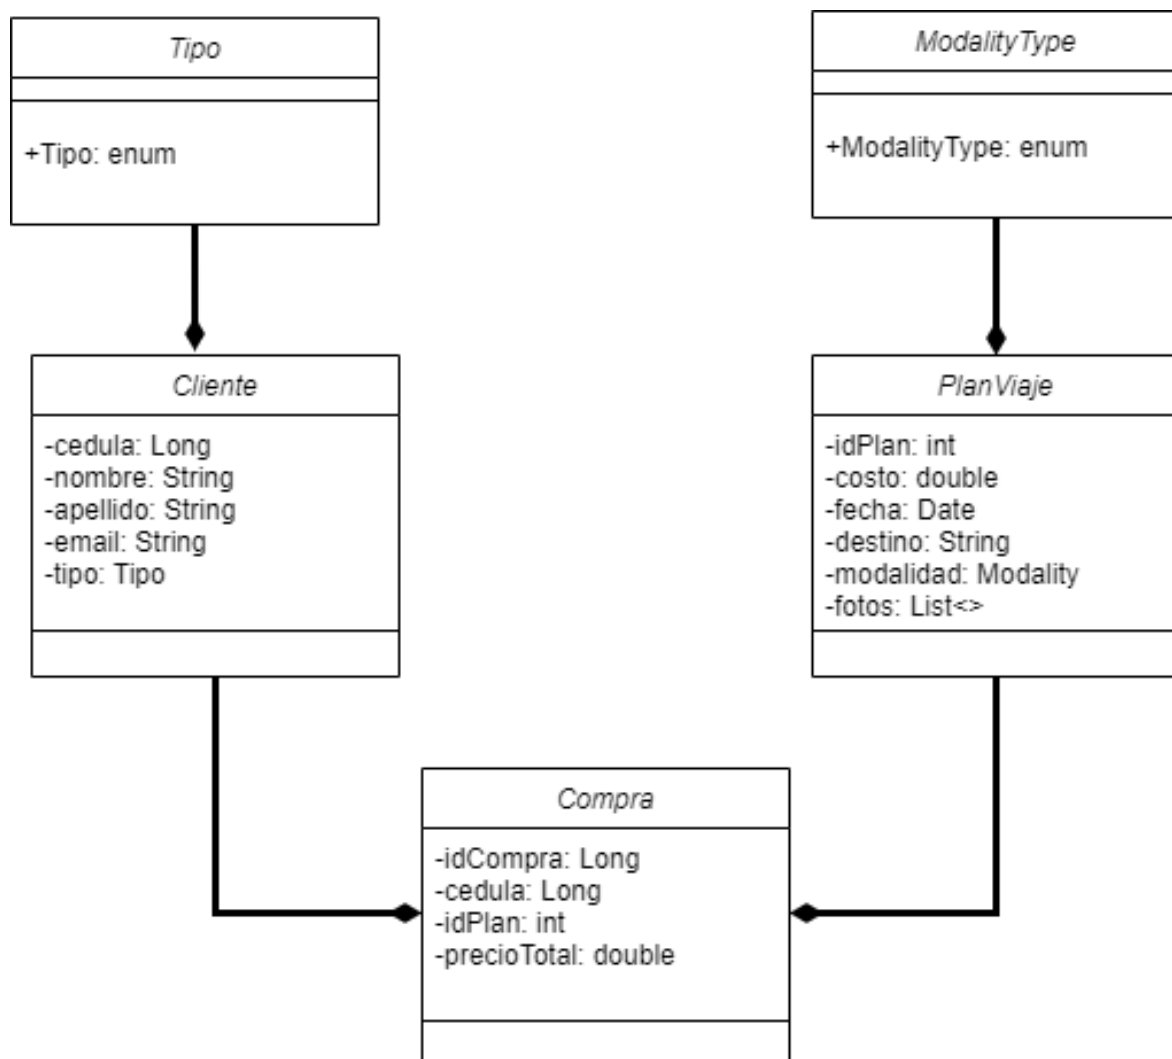 Tipo
+Tipo: enum
ModalityType
+ModalityType: enum
Cliente
-cedula: Long
-nombre: String
-apellido: String
-email: String
-tipo: Tipo
PlanViaje
-idPlan: int
-costo: double
-fecha: Date
-destino: String
-modalidad: Modality
-fotos: List<>
Compra
-idCompra: Long
-cedula: Long
-idPlan: int
-precioTotal: double